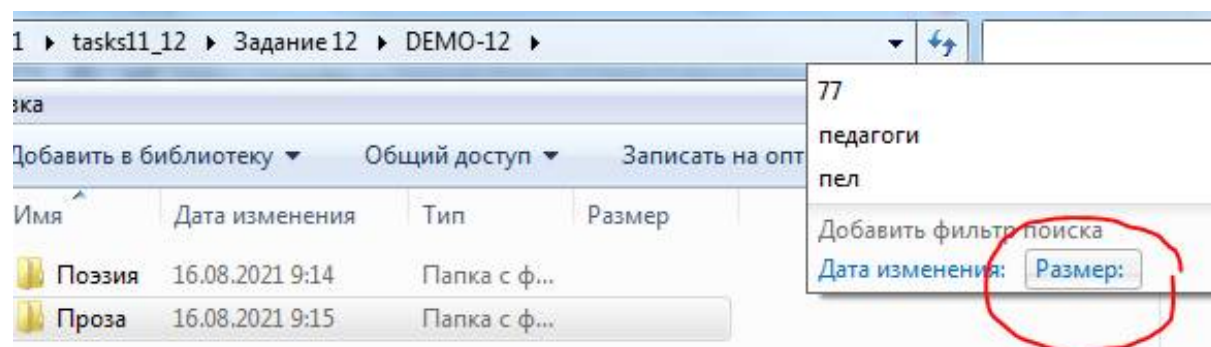 1 ▸ tasks11_12 ▸ Задание 12 ▸ DEMO-12 ▸
77
вка
педагоги
Добавить в библиотеку ▾ Общий доступ ▾ Записать на опт
пел
Имя Дата изменения Тип Размер
Добавить фильтр поиска
Поэзия 16.08.2021 9:14 Папка с ф...
Дата изменения: Размер:
Проза 16.08.2021 9:15 Папка с ф...